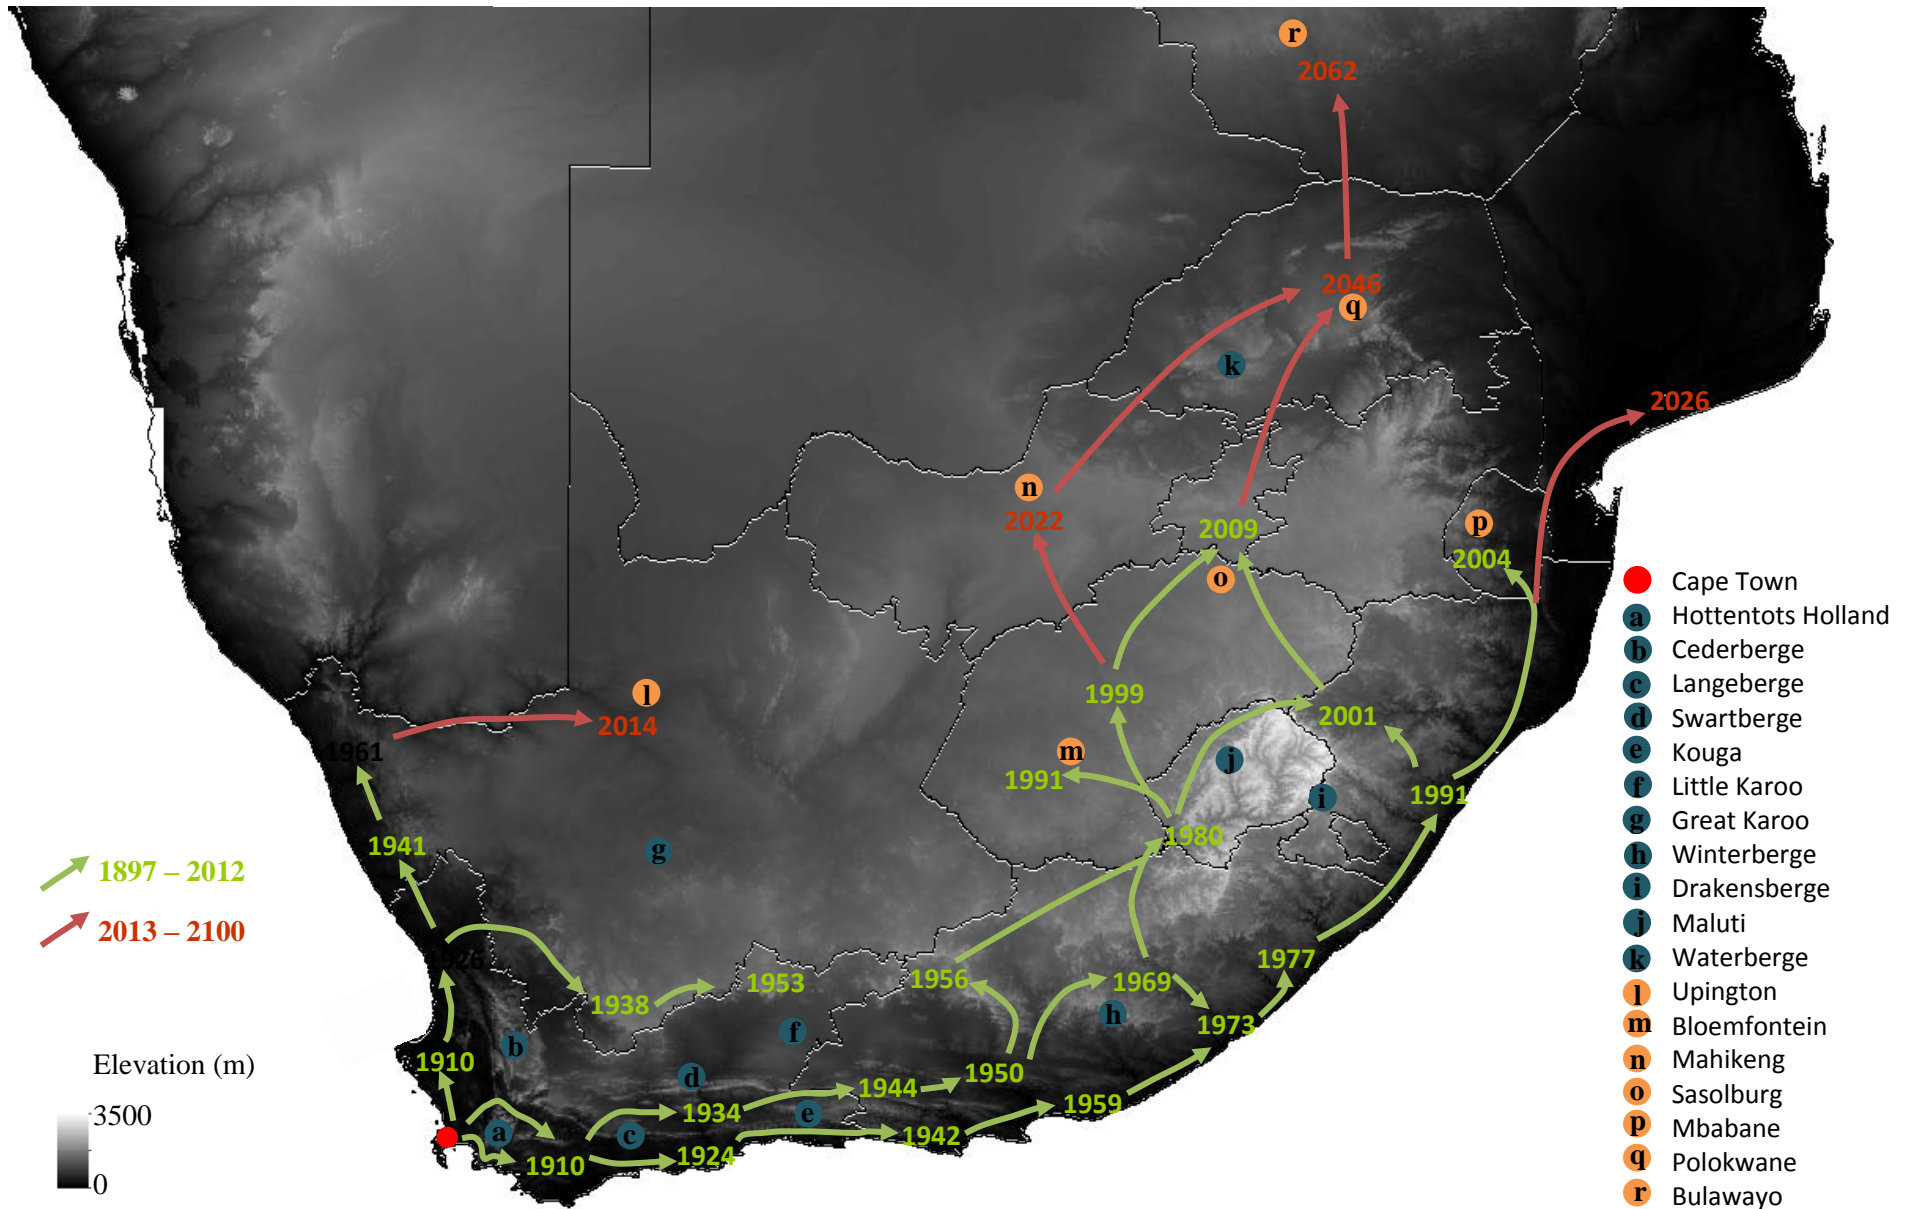 r
2062
2046
q
k
2026
n
2022
2009
p
2004
o
l
2014
1961
1999
2001
m
1991
j
i
1991
1980
1941
g
1926
1938
1953
1956
1969
1977
h
1973
f
b
1910
d
1950
1944
1934
e
1959
a
c
1942
1910
1924
1897 – 2012
2013 – 2100
Elevation (m)
3500
0
Cape Town
a Hottentots Holland
b Cederberge
c Langeberge
d Swartberge
e Kouga
f Little Karoo
g Great Karoo
h Winterberge
i Drakensberge
j Maluti
k Waterberge
l Upington
m Bloemfontein
n Mahikeng
o Sasolburg
p Mbabane
q Polokwane
r Bulawayo